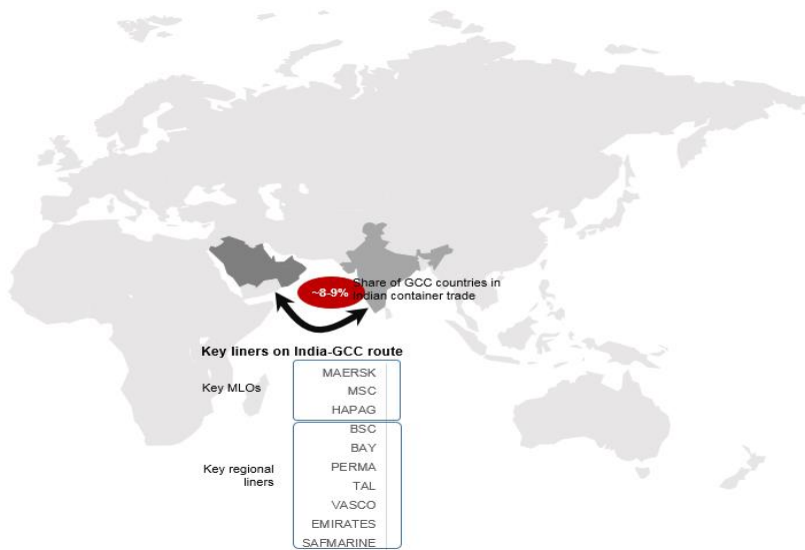 ~8-9%
Share of GCC countries in
Indian container trade
Key liners on India-GCC route
Key MLOs
MAERSK
MSC
HAPAG
Key regional
liners
BSC
BAY
PERMA
TAL
VASCO
EMIRATES
SAFMARINE